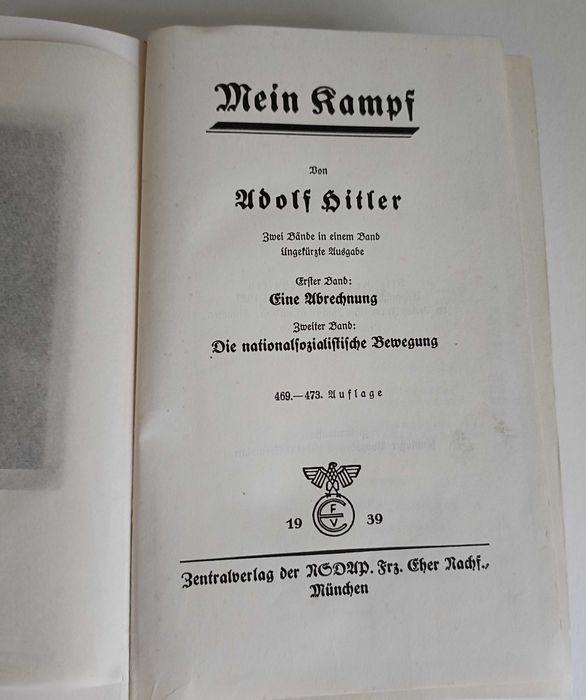 Mein Kampf
Von
Adolf Hitler
Zwei Bände in einem Band
Ungekürzte Ausgabe
Erster Band:
Eine Abrechnung
Zweiter Band:
Die nationalsozialistische Bewegung
469.—473. Auflage
F
E
V
19 39
Zentralverlag der NSDAP. Frz. Eher Nachf.,
München